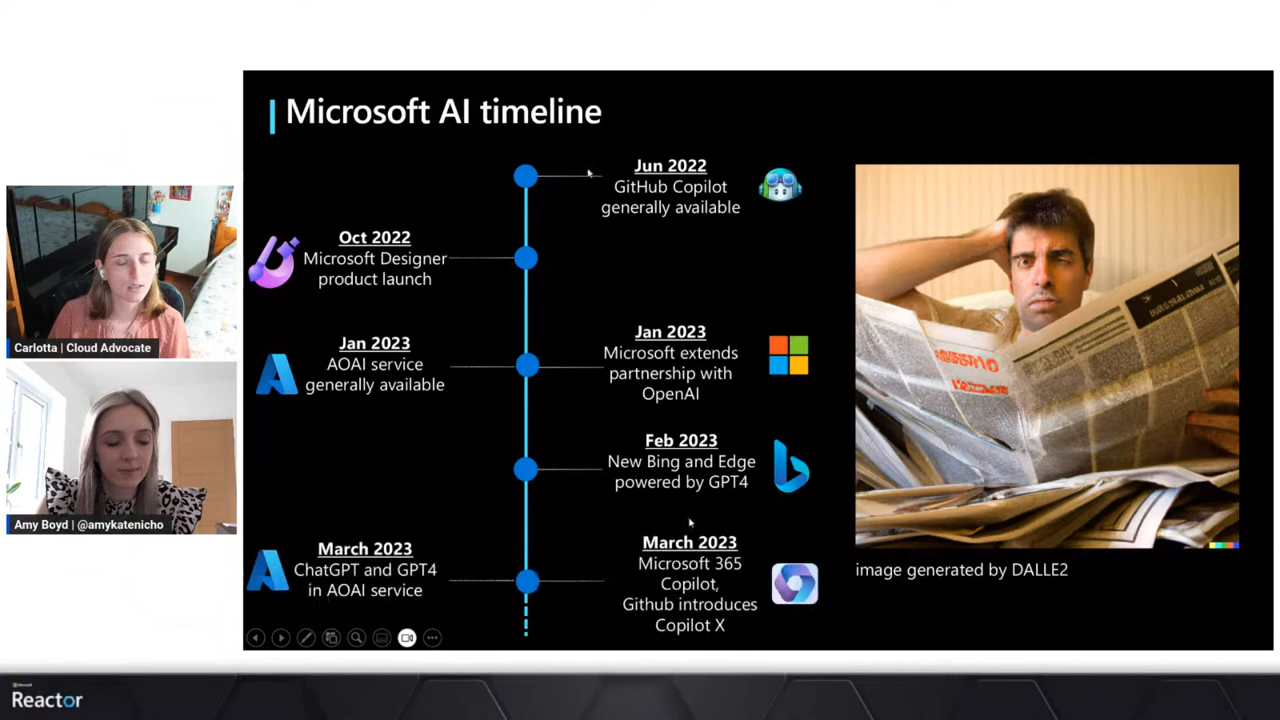 Microsoft AI timeline
Jun 2022
GitHub Copilot
generally available
Oct 2022
Microsoft Designer
product launch
Jan 2023
AOAI service
generally available
Jan 2023
Microsoft extends
partnership with
OpenAI
Feb 2023
New Bing and Edge
powered by GPT4
March 2023
ChatGPT and GPT4
in AOAI service
March 2023
Microsoft 365
Copilot,
Github introduces
Copilot X
image generated by DALLE2
Carlotta | Cloud Advocate
Amy Boyd | @amykatenicho
Microsoft
Reactor